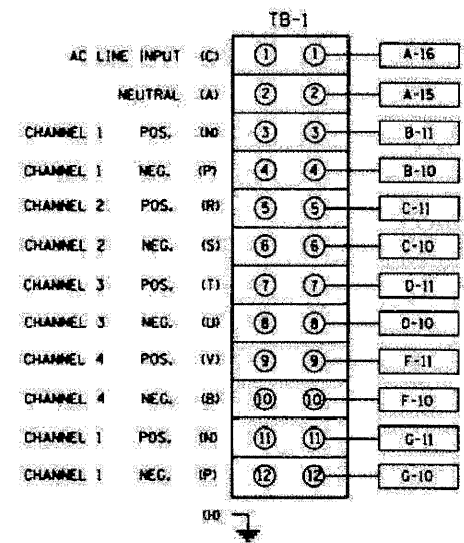 TB-1
AC LINE INPUT (C) 1 1 A-16
NEUTRAL (A) 2 2 A-15
CHANNEL 1 POS. (N) 3 3 B-11
CHANNEL 1 NEG. (P) 4 4 B-10
CHANNEL 2 POS. (R) 5 5 C-11
CHANNEL 2 NEG. (S) 6 6 C-10
CHANNEL 3 POS. (T) 7 7 D-11
CHANNEL 3 NEG. (U) 8 8 D-10
CHANNEL 4 POS. (V) 9 9 F-11
CHANNEL 4 NEG. (B) 10 10 F-10
CHANNEL 1 POS. (N) 11 11 G-11
CHANNEL 1 NEG. (P) 12 12 G-10
(H)